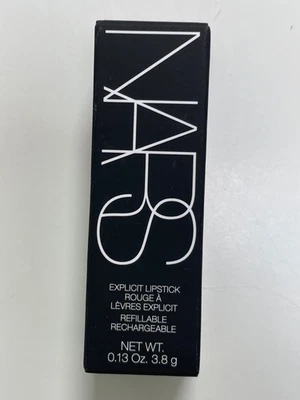 NARS
EXPLICIT LIPSTICK
ROUGE À
LÈVRES EXPLICIT
REFILLABLE
RECHARGEABLE
NET WT.
0.13 Oz. 3.8 g